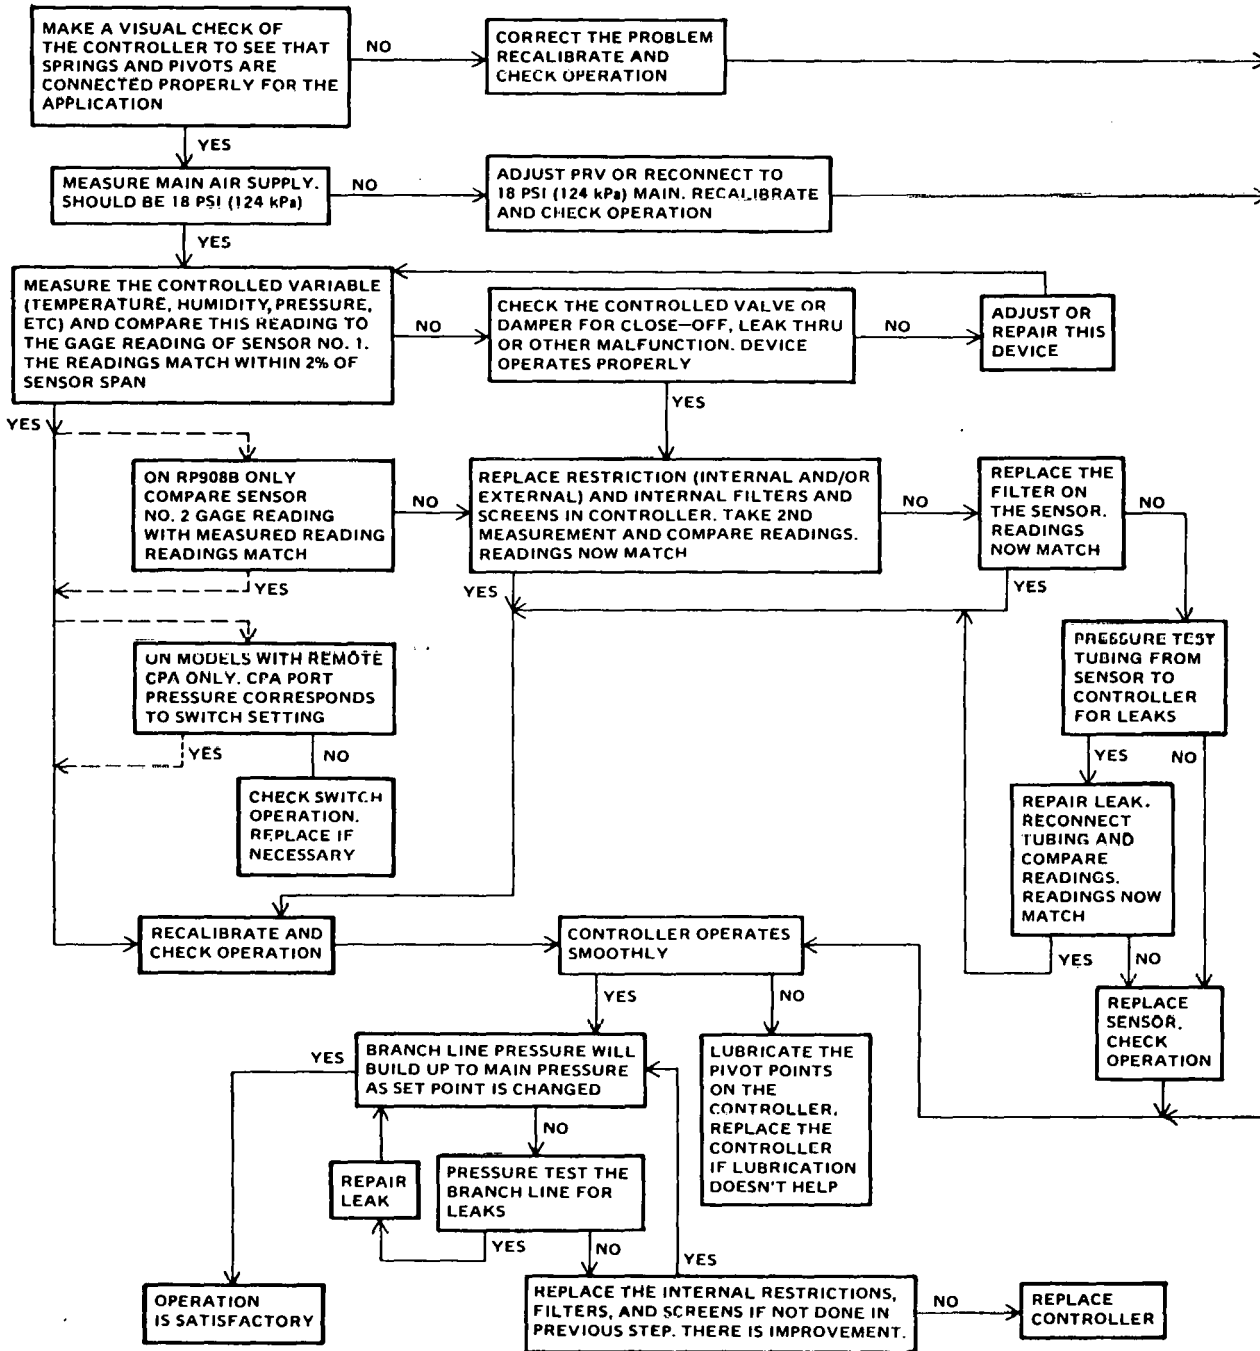 MAKE A VISUAL CHECK OF
THE CONTROLLER TO SEE THAT
SPRINGS AND PIVOTS ARE
CONNECTED PROPERLY FOR THE
APPLICATION
NO
CORRECT THE PROBLEM
RECALIBRATE AND
CHECK OPERATION
YES
MEASURE MAIN AIR SUPPLY.
SHOULD BE 18 PSI (124 kPa)
NO
ADJUST PRV OR RECONNECT TO
18 PSI (124 kPa) MAIN. RECALIBRATE
AND CHECK OPERATION
YES
MEASURE THE CONTROLLED VARIABLE
(TEMPERATURE, HUMIDITY, PRESSURE,
ETC) AND COMPARE THIS READING TO
THE GAGE READING OF SENSOR NO. 1.
THE READINGS MATCH WITHIN 2% OF
SENSOR SPAN
NO
CHECK THE CONTROLLED VALVE OR
DAMPER FOR CLOSE-OFF, LEAK THRU
OR OTHER MALFUNCTION. DEVICE
OPERATES PROPERLY
NO
ADJUST OR
REPAIR THIS
DEVICE
YES
YES
ON RP908B ONLY
COMPARE SENSOR
NO. 2 GAGE READING
WITH MEASURED READING
READINGS MATCH
NO
REPLACE RESTRICTION (INTERNAL AND/OR
EXTERNAL) AND INTERNAL FILTERS AND
SCREENS IN CONTROLLER. TAKE 2ND
MEASUREMENT AND COMPARE READINGS.
READINGS NOW MATCH
NO
REPLACE THE
FILTER ON
THE SENSOR.
READINGS
NOW MATCH
NO
YES
YES
YES
ON MODELS WITH REMOTE
CPA ONLY. CPA PORT
PRESSURE CORRESPONDS
TO SWITCH SETTING
PRESSURE TEST
TUBING FROM
SENSOR TO
CONTROLLER
FOR LEAKS
YES
NO
YES
NO
CHECK SWITCH
OPERATION.
REPLACE IF
NECESSARY
REPAIR LEAK.
RECONNECT
TUBING AND
COMPARE
READINGS.
READINGS NOW
MATCH
RECALIBRATE AND
CHECK OPERATION
CONTROLLER OPERATES
SMOOTHLY
YES
NO
YES
NO
REPLACE
SENSOR.
CHECK
OPERATION
YES
BRANCH LINE PRESSURE WILL
BUILD UP TO MAIN PRESSURE
AS SET POINT IS CHANGED
LUBRICATE THE
PIVOT POINTS
ON THE
CONTROLLER.
REPLACE THE
CONTROLLER
IF LUBRICATION
DOESN'T HELP
NO
REPAIR
LEAK
PRESSURE TEST THE
BRANCH LINE FOR
LEAKS
YES
NO
YES
OPERATION
IS SATISFACTORY
REPLACE THE INTERNAL RESTRICTIONS,
FILTERS, AND SCREENS IF NOT DONE IN
PREVIOUS STEP. THERE IS IMPROVEMENT.
NO
REPLACE
CONTROLLER